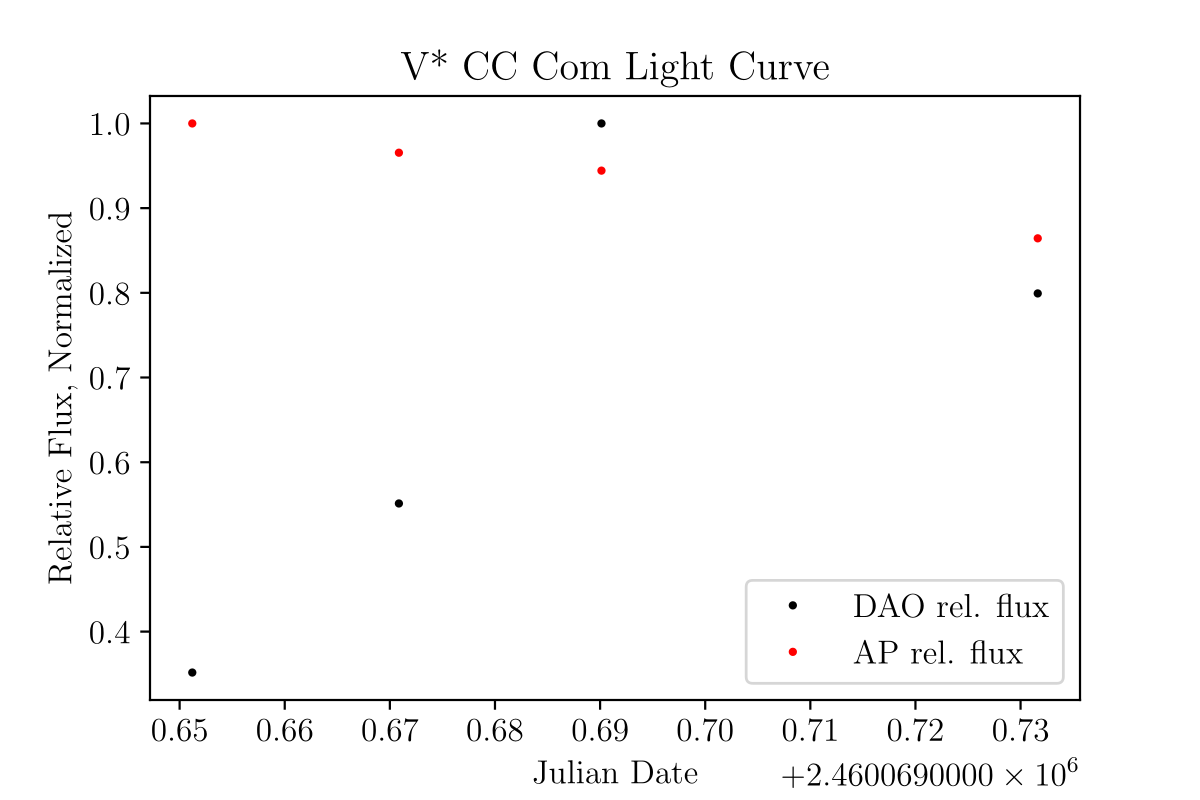 V* CC Com Light Curve
Relative Flux, Normalized
1.0
0.9
0.8
0.7
0.6
0.5
0.4
DAO rel. flux
AP rel. flux
0.65 0.66 0.67 0.68 0.69 0.70 0.71 0.72 0.73
Julian Date
+2.4600690000 × 10⁶